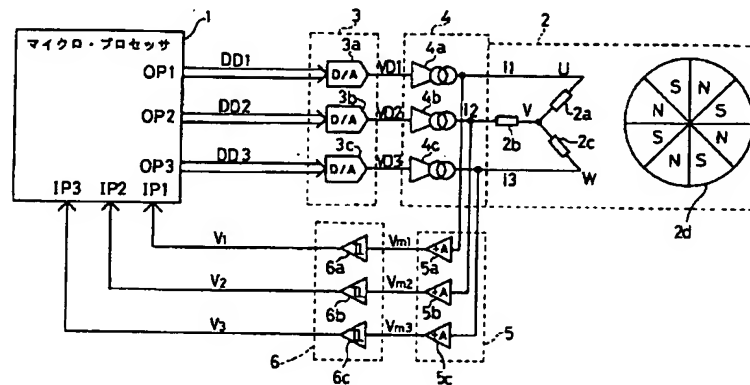 1
マイクロ・プロセッサ
OP1
OP2
OP3
IP3 IP2 IP1
DD1
DD2
DD3
3
3a
D/A
3b
D/A
3c
D/A
VD1
VD2
VD3
4
4a
4b
4c
2
I1
I2
I3
U
V
W
2a
2b
2c
S N
N S
S N
N S
2d
V1
V2
V3
6a
6b
6c
6
Vm1
Vm2
Vm3
÷A
5a
÷A
5b
÷A
5c
5